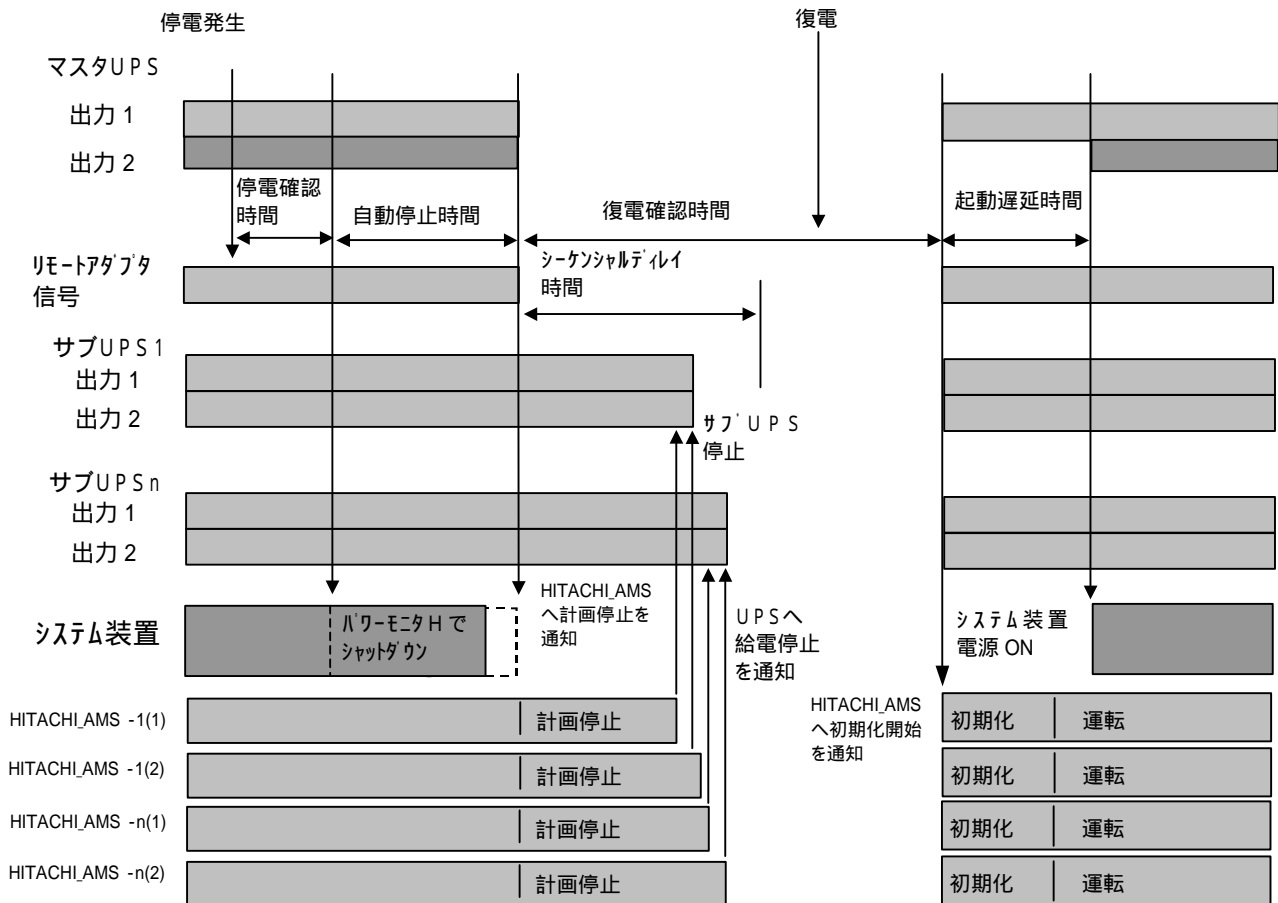 停電発生
復電
マスタUPS
出力 1
出力 2
停電確認
時間
自動停止時間
復電確認時間
起動遅延時間
ﾘﾓｰﾄｱﾀﾞﾌﾟﾀ
信号
ｼｰｹﾝｼｬﾙﾃﾞｨﾚｲ
時間
サブUPS1
出力 1
出力 2
ｻﾌﾞUPS
停止
サブUPSn
出力 1
出力 2
ｼｽﾃﾑ装置
ﾊﾟﾜｰﾓﾆﾀ H で
ｼｬｯﾄﾀﾞｳﾝ
HITACHI_AMS
へ計画停止を
通知
UPSへ
給電停止
を通知
ｼｽﾃﾑ装置
電源 ON
HITACHI_AMS
へ初期化開始
を通知
HITACHI_AMS -1(1)
計画停止
初期化
運転
HITACHI_AMS -1(2)
計画停止
初期化
運転
HITACHI_AMS -n(1)
計画停止
初期化
運転
HITACHI_AMS -n(2)
計画停止
初期化
運転